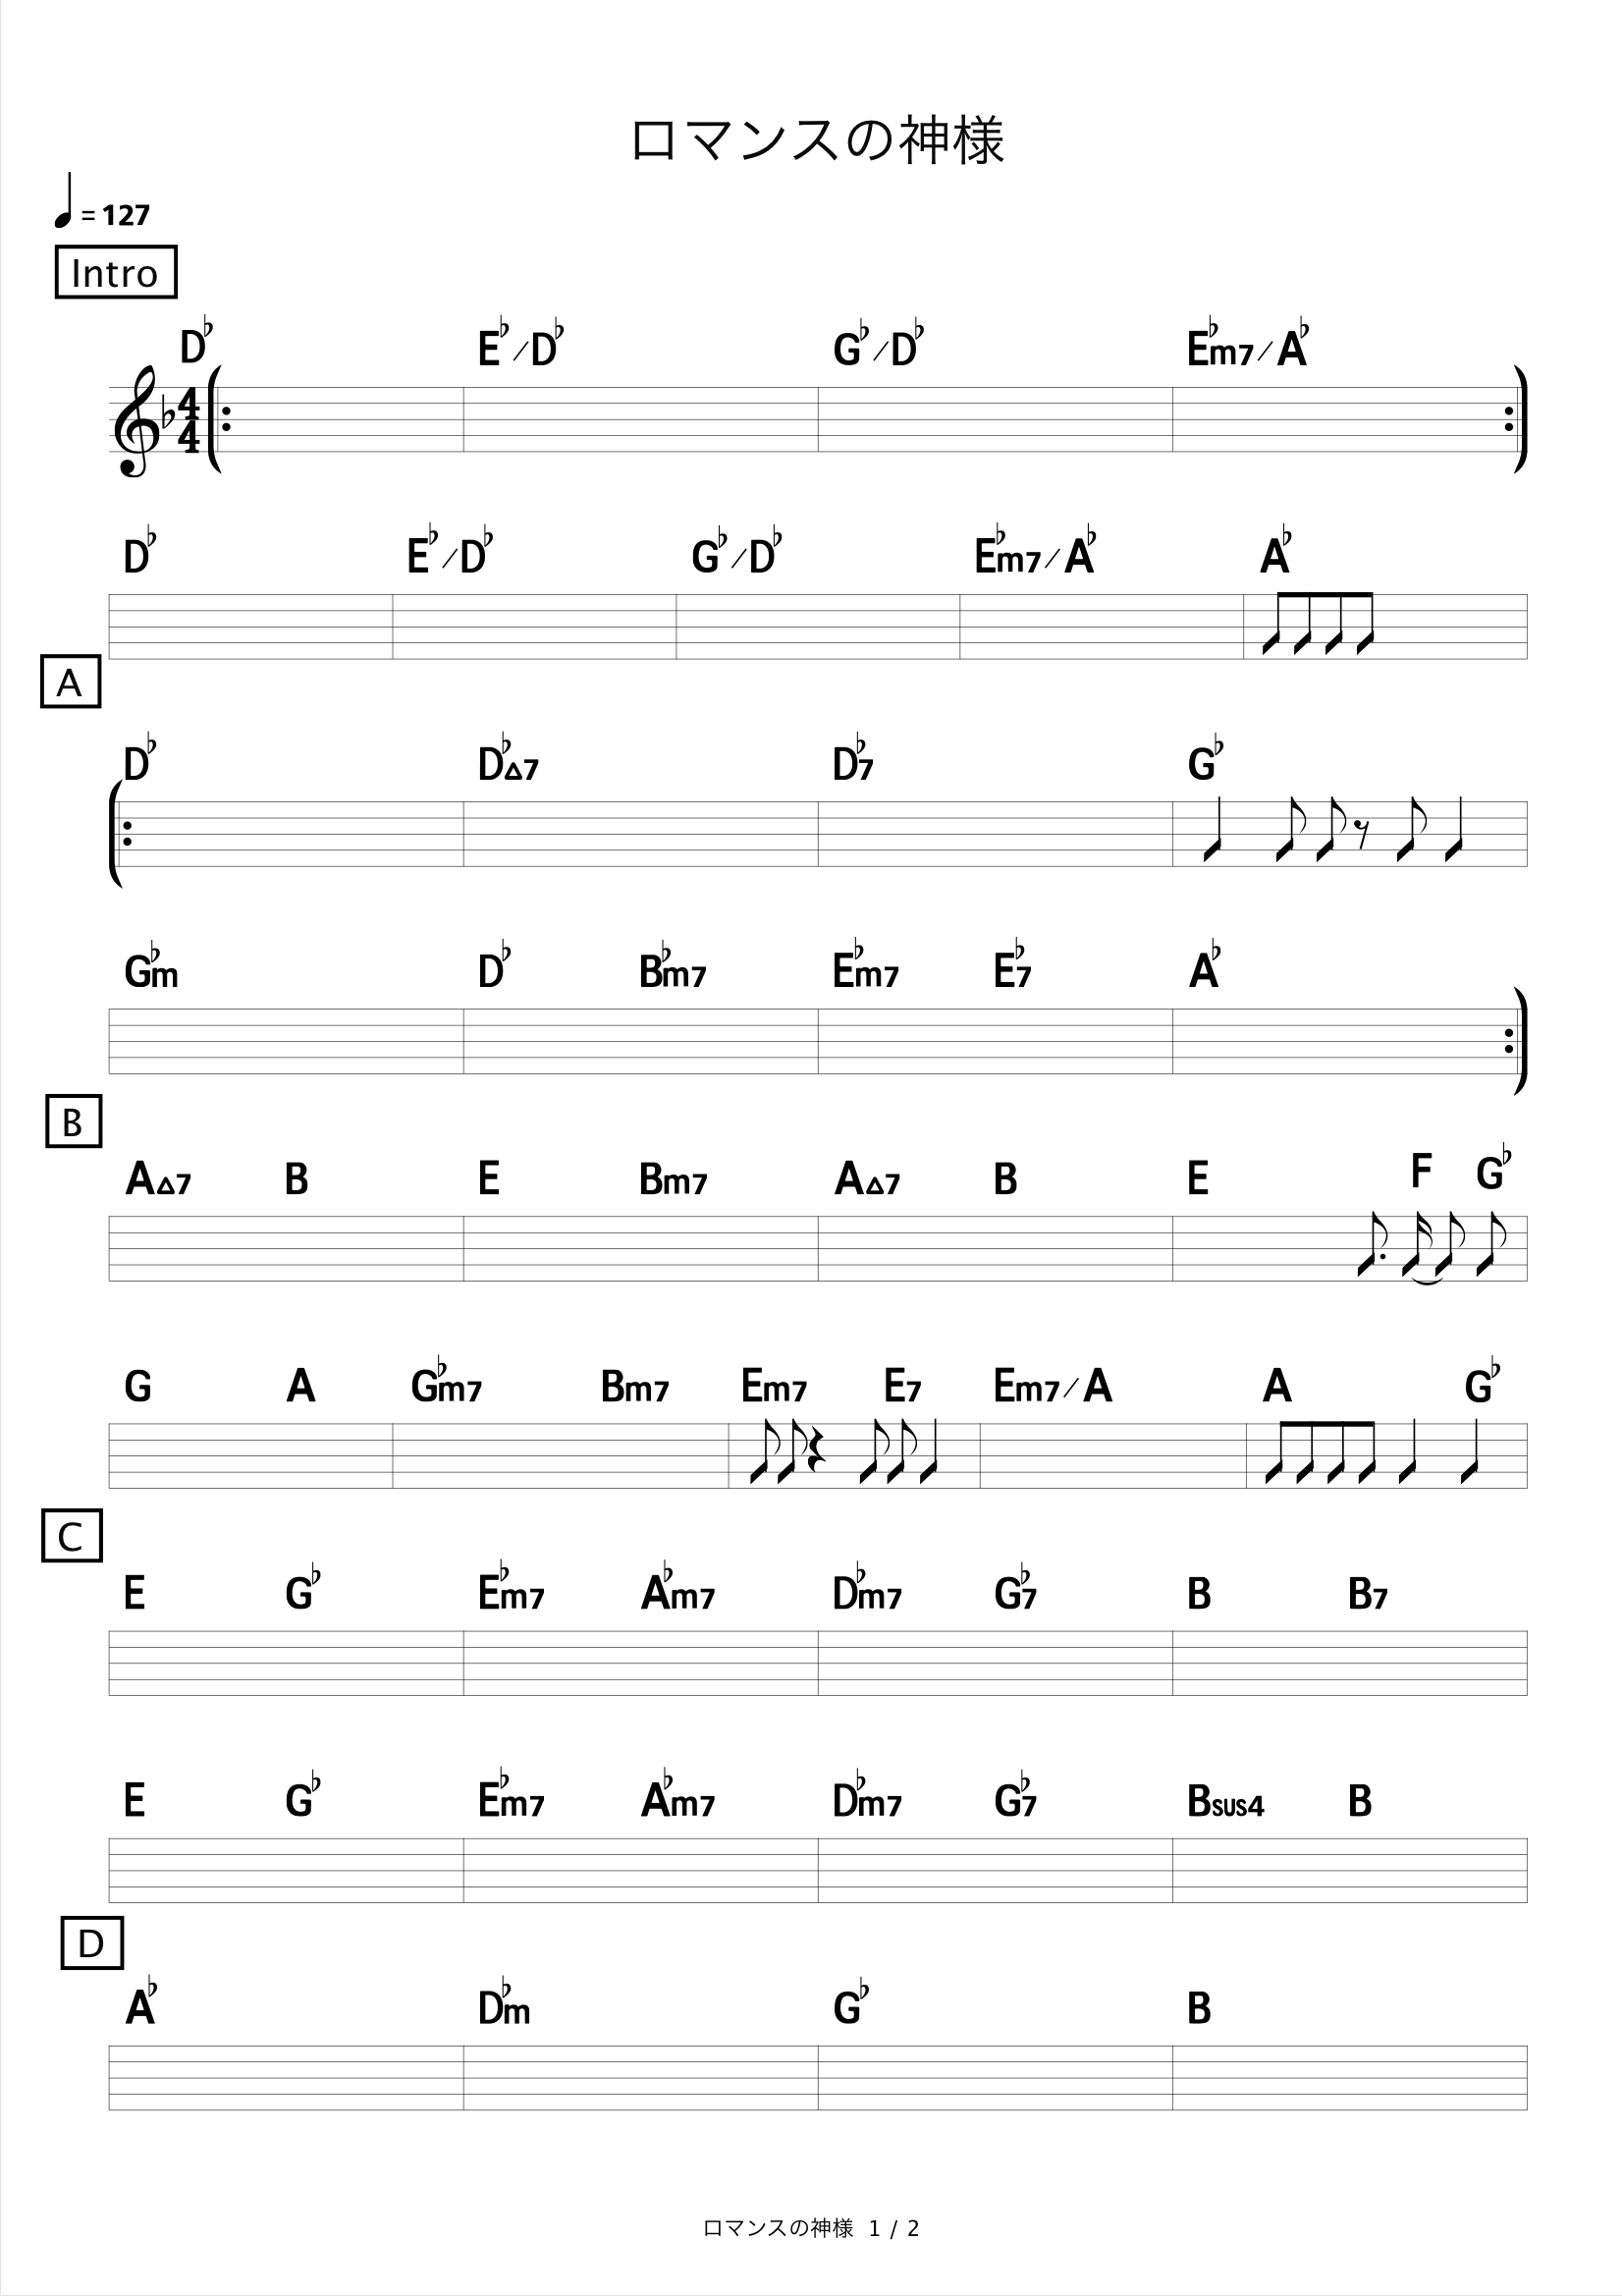 ロマンスの神様
= 127
Intro
D♭ E♭/D♭ G♭/D♭ E♭m7/A♭
4/4
D♭ E♭/D♭ G♭/D♭ E♭m7/A♭ A♭
A
D♭ D♭△7 D♭7 G♭
G♭m D♭ B♭m7 E♭m7 E♭7 A♭
B
A△7 B E Bm7 A△7 B E F G♭
G A G♭m7 Bm7 Em7 E7 Em7/A A G♭
C
E G♭ E♭m7 A♭m7 D♭m7 G♭7 B B7
E G♭ E♭m7 A♭m7 D♭m7 G♭7 Bsus4 B
D
A♭ D♭m G♭ B
ロマンスの神様 1 / 2